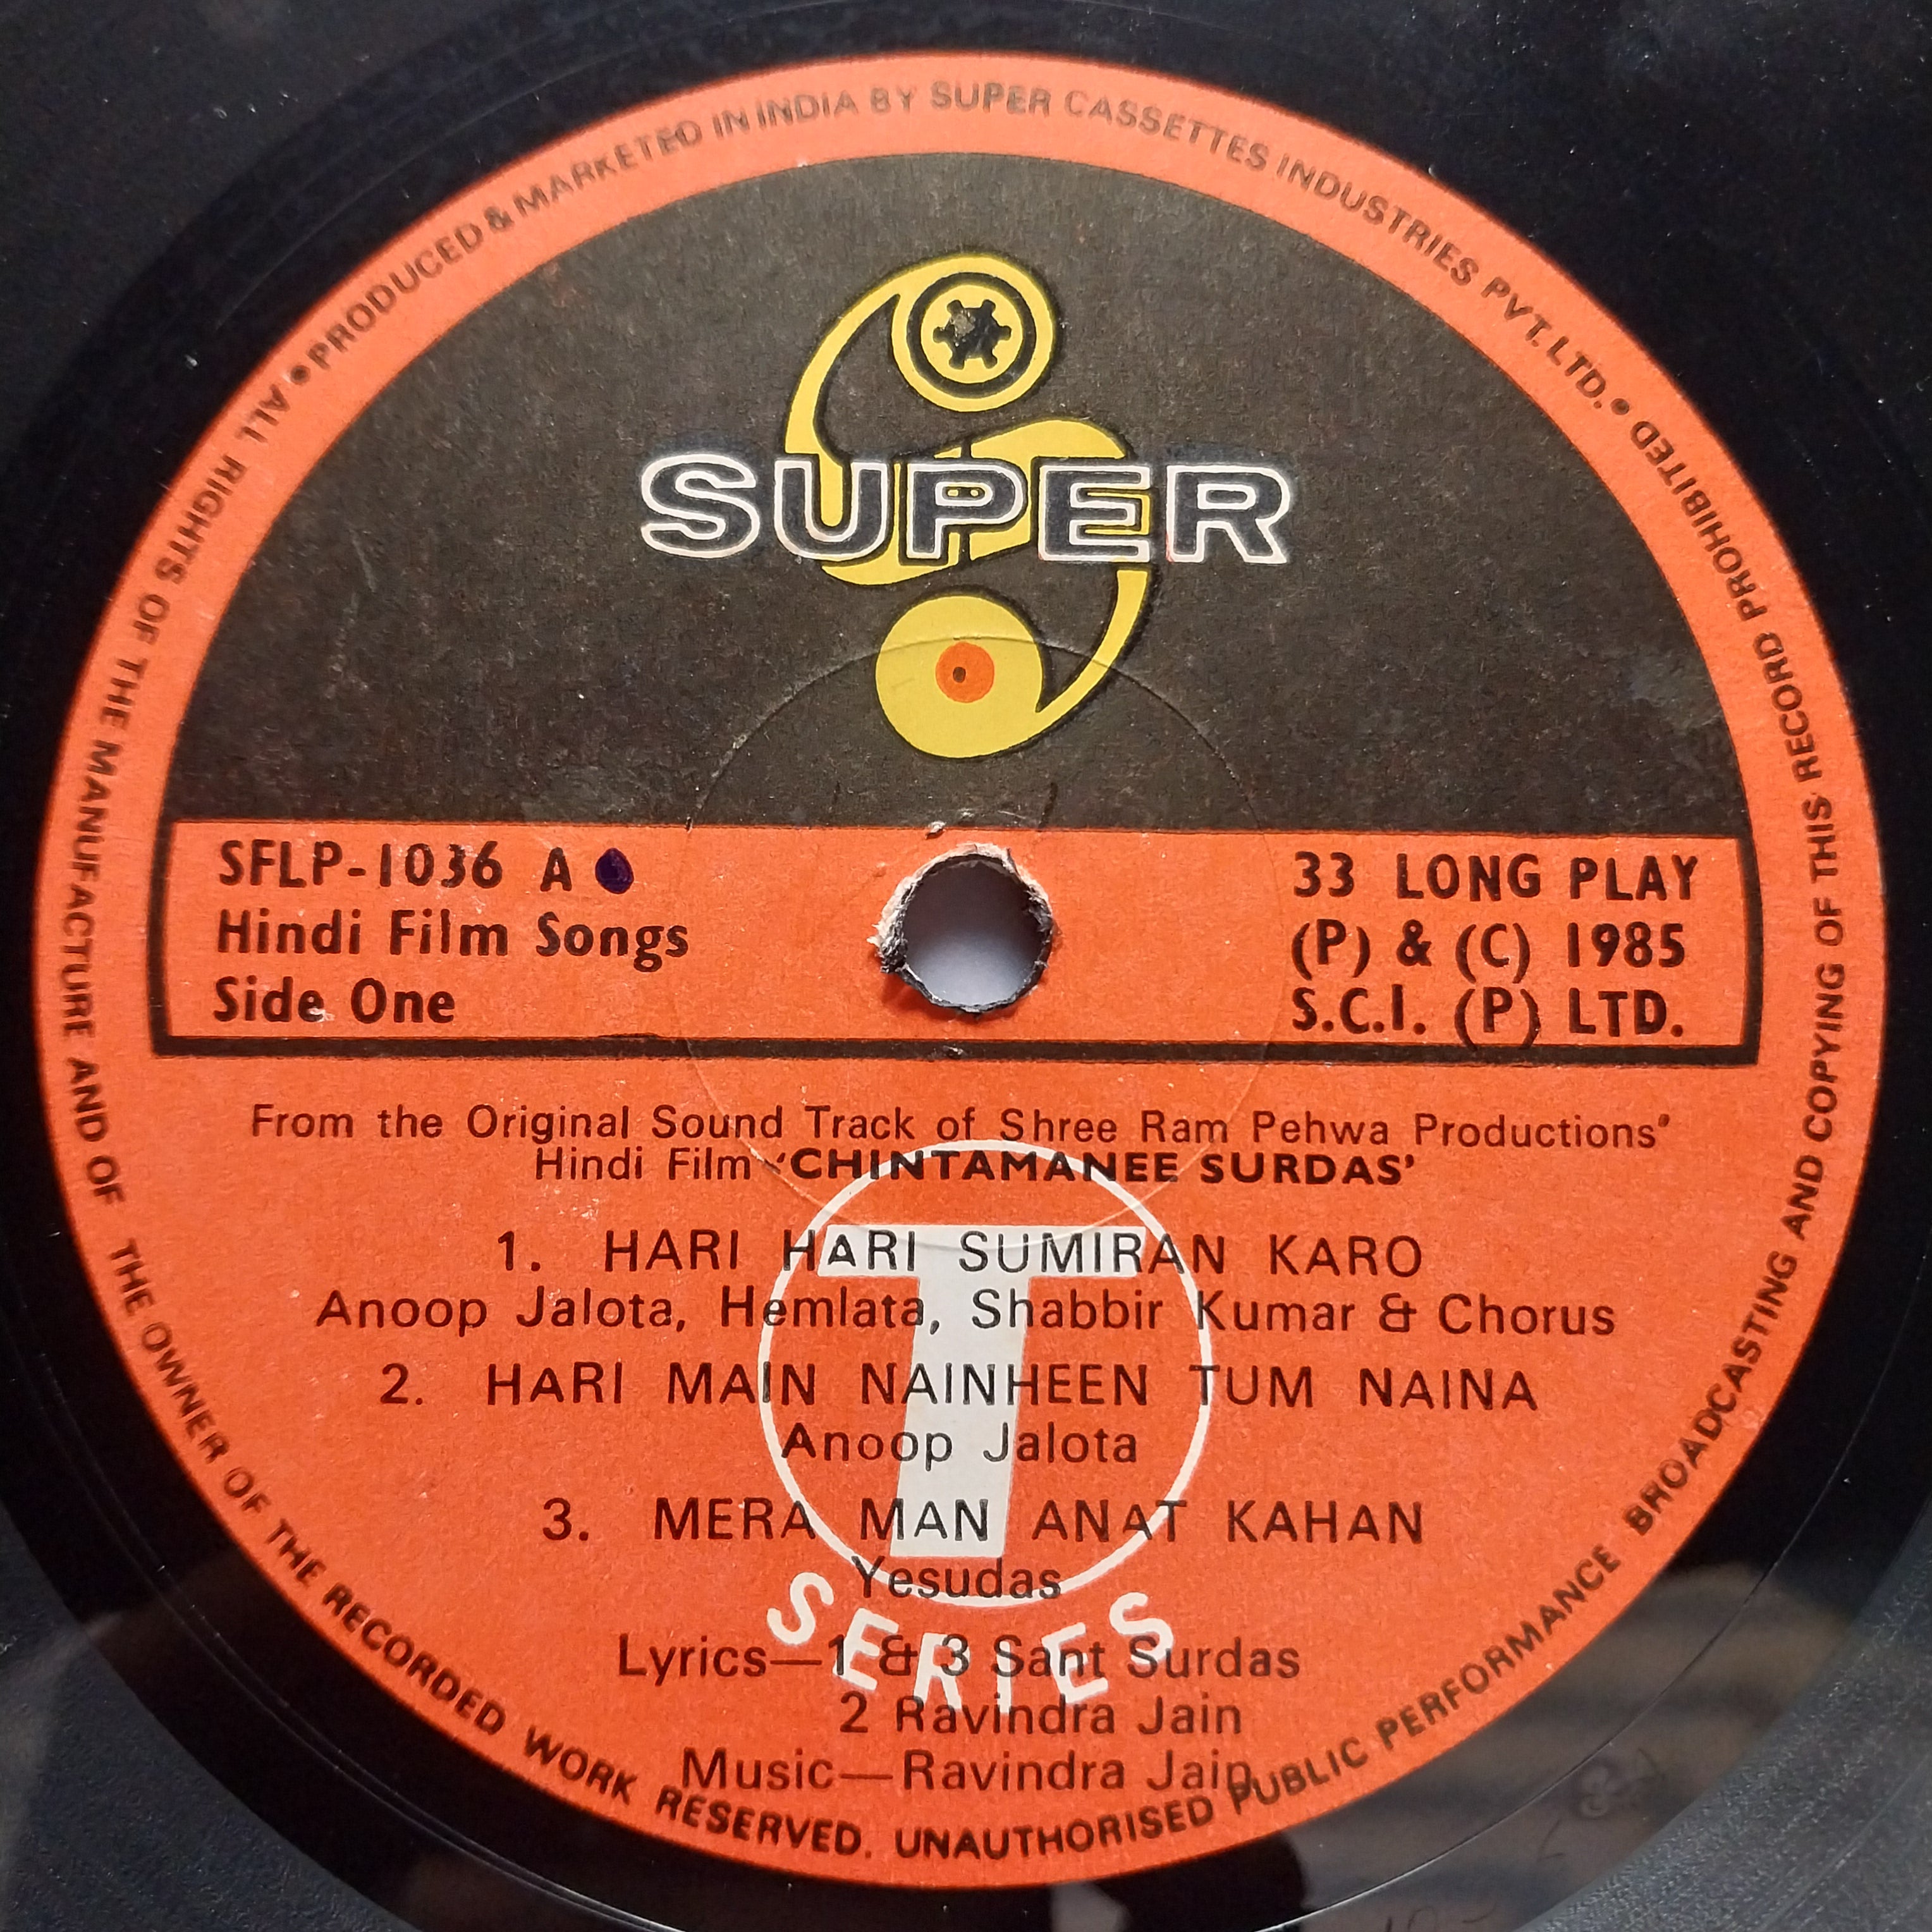 • PRODUCED & MARKETED IN INDIA BY SUPER CASSETTES INDUSTRIES PVT. LTD. •
ALL RIGHTS OF THE MANUFACTURE AND OF THE OWNER OF THE RECORDED WORK RESERVED. UNAUTHORISED PUBLIC PERFORMANCE BROADCASTING AND COPYING OF THIS RECORD PROHIBITED
SUPER
SFLP-1036 A
Hindi Film Songs
Side One
33 LONG PLAY
(P) & (C) 1985
S.C.I. (P) LTD.
From the Original Sound Track of Shree Ram Pehwa Productions'
Hindi Film 'CHINTAMANEE SURDAS'
1. HARI HARI SUMIRAN KARO
Anoop Jalota, Hemlata, Shabbir Kumar & Chorus
2. HARI MAIN NAINHEEN TUM NAINA
Anoop Jalota
3. MERA MAN ANAT KAHAN
Yesudas
Lyrics—1 & 3 Sant Surdas
2 Ravindra Jain
Music—Ravindra Jain
T
SERIES